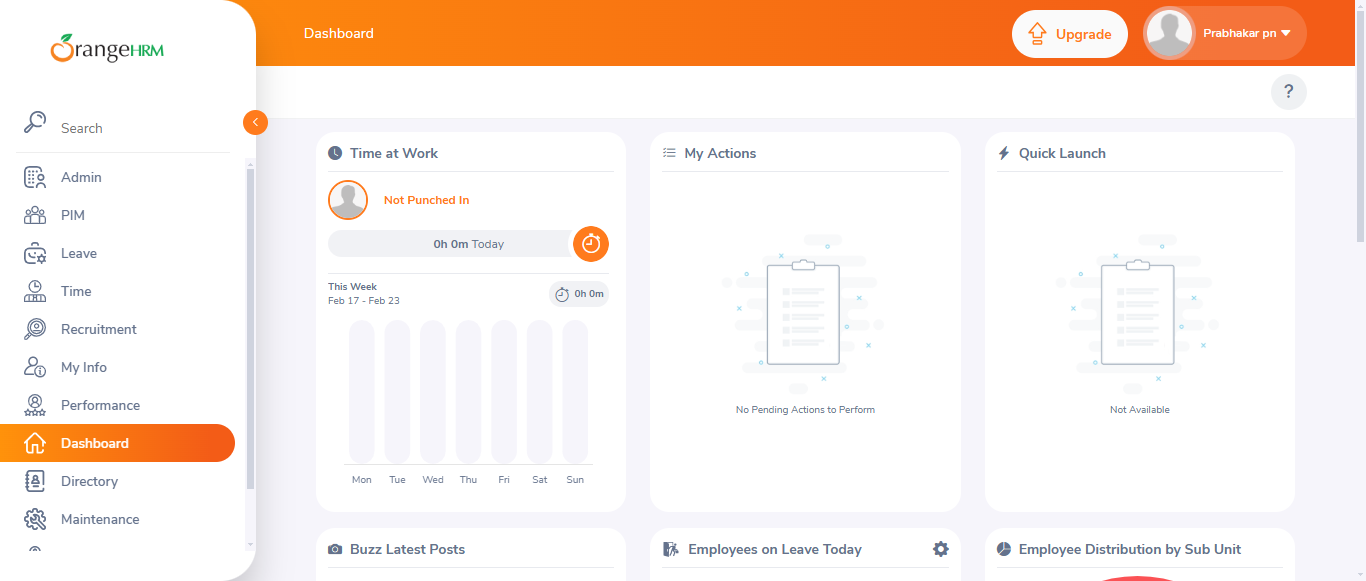 OrangeHRM
Search
Admin
PIM
Leave
Time
Recruitment
My Info
Performance
Dashboard
Directory
Maintenance
Dashboard
Upgrade
Prabhakar pn
?
Time at Work
Not Punched In
0h 0m Today
This Week
Feb 17 - Feb 23
0h 0m
Mon Tue Wed Thu Fri Sat Sun
My Actions
No Pending Actions to Perform
Quick Launch
Not Available
Buzz Latest Posts
Employees on Leave Today
Employee Distribution by Sub Unit